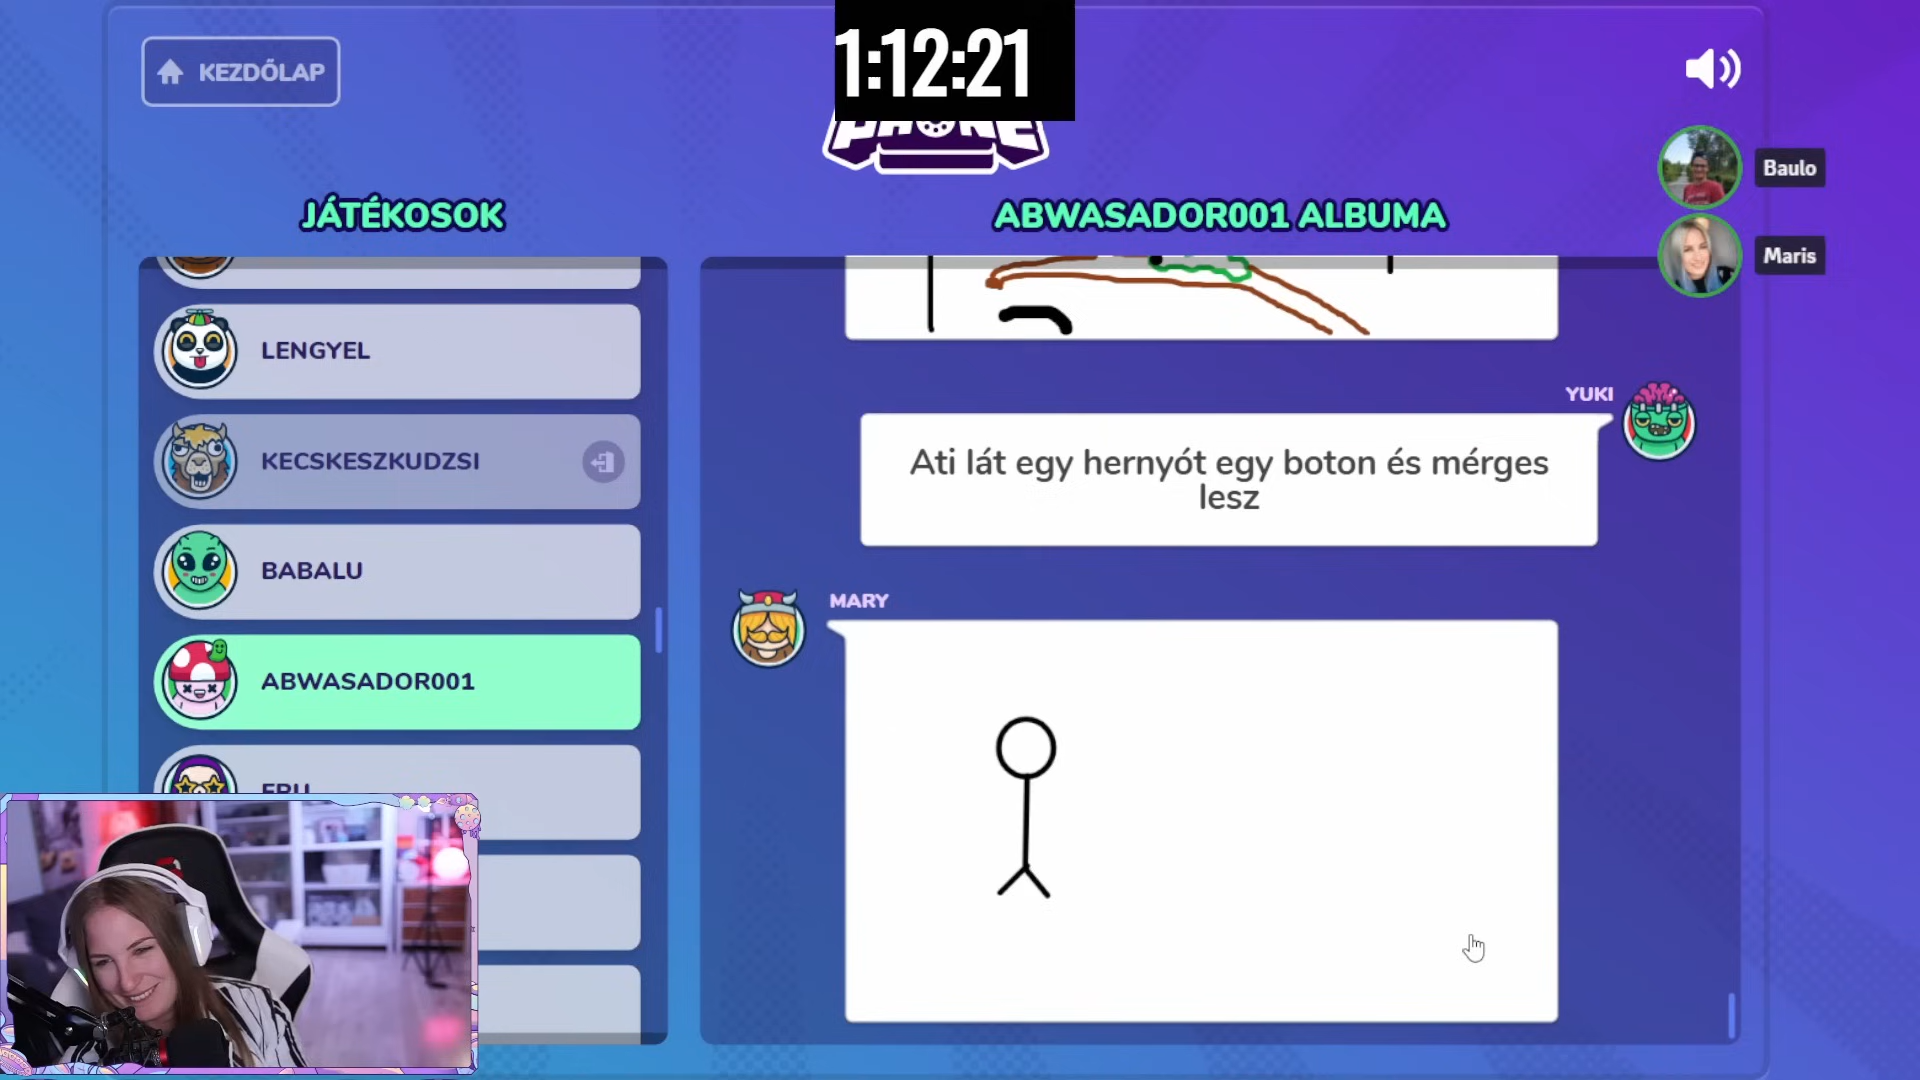 1:12:21
KEZDŐLAP
PHONE
Baulo
JÁTÉKOSOK
ABWASADOR001 ALBUMA
Maris
LENGYEL
YUKI
KECSKESZKUDZSI
Ati lát egy hernyót egy boton és mérges
lesz
BABALU
MARY
ABWASADOR001